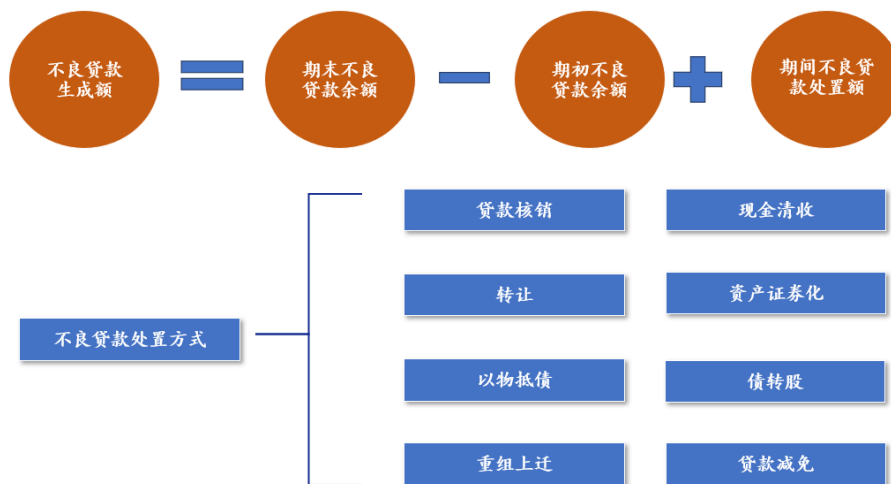 不良贷款
生成额
期末不良
贷款余额
期初不良
贷款余额
期间不良贷
款处置额
贷款核销
现金清收
转让
资产证券化
不良贷款处置方式
以物抵债
债转股
重组上迁
贷款减免